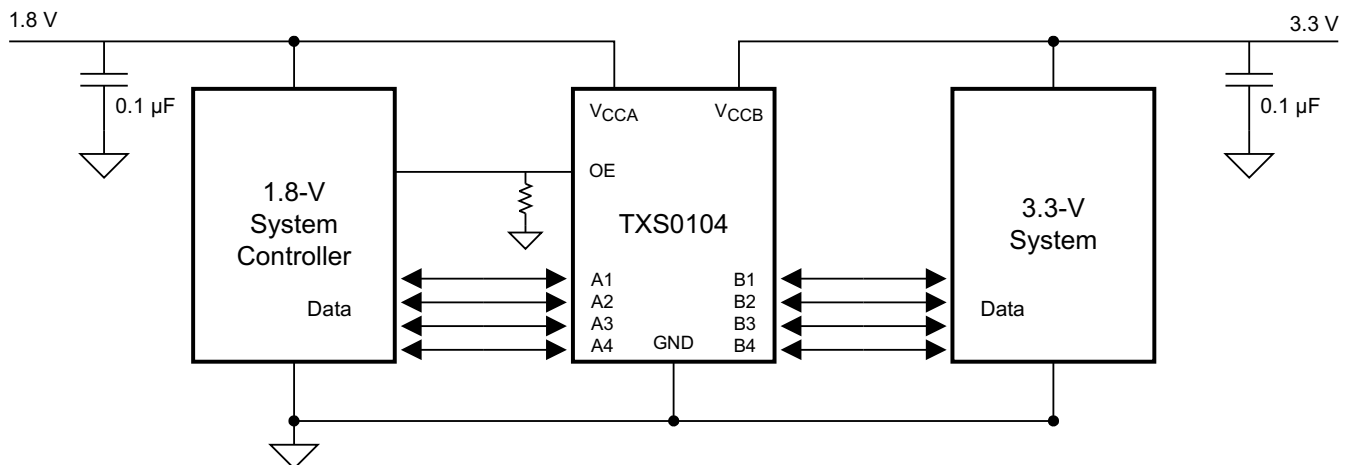 1.8 V
3.3 V
0.1 µF
0.1 µF
VCCA
VCCB
OE
1.8-V
System
Controller
TXS0104
3.3-V
System
Data
A1
A2
A3
A4
GND
B1
B2
B3
B4
Data